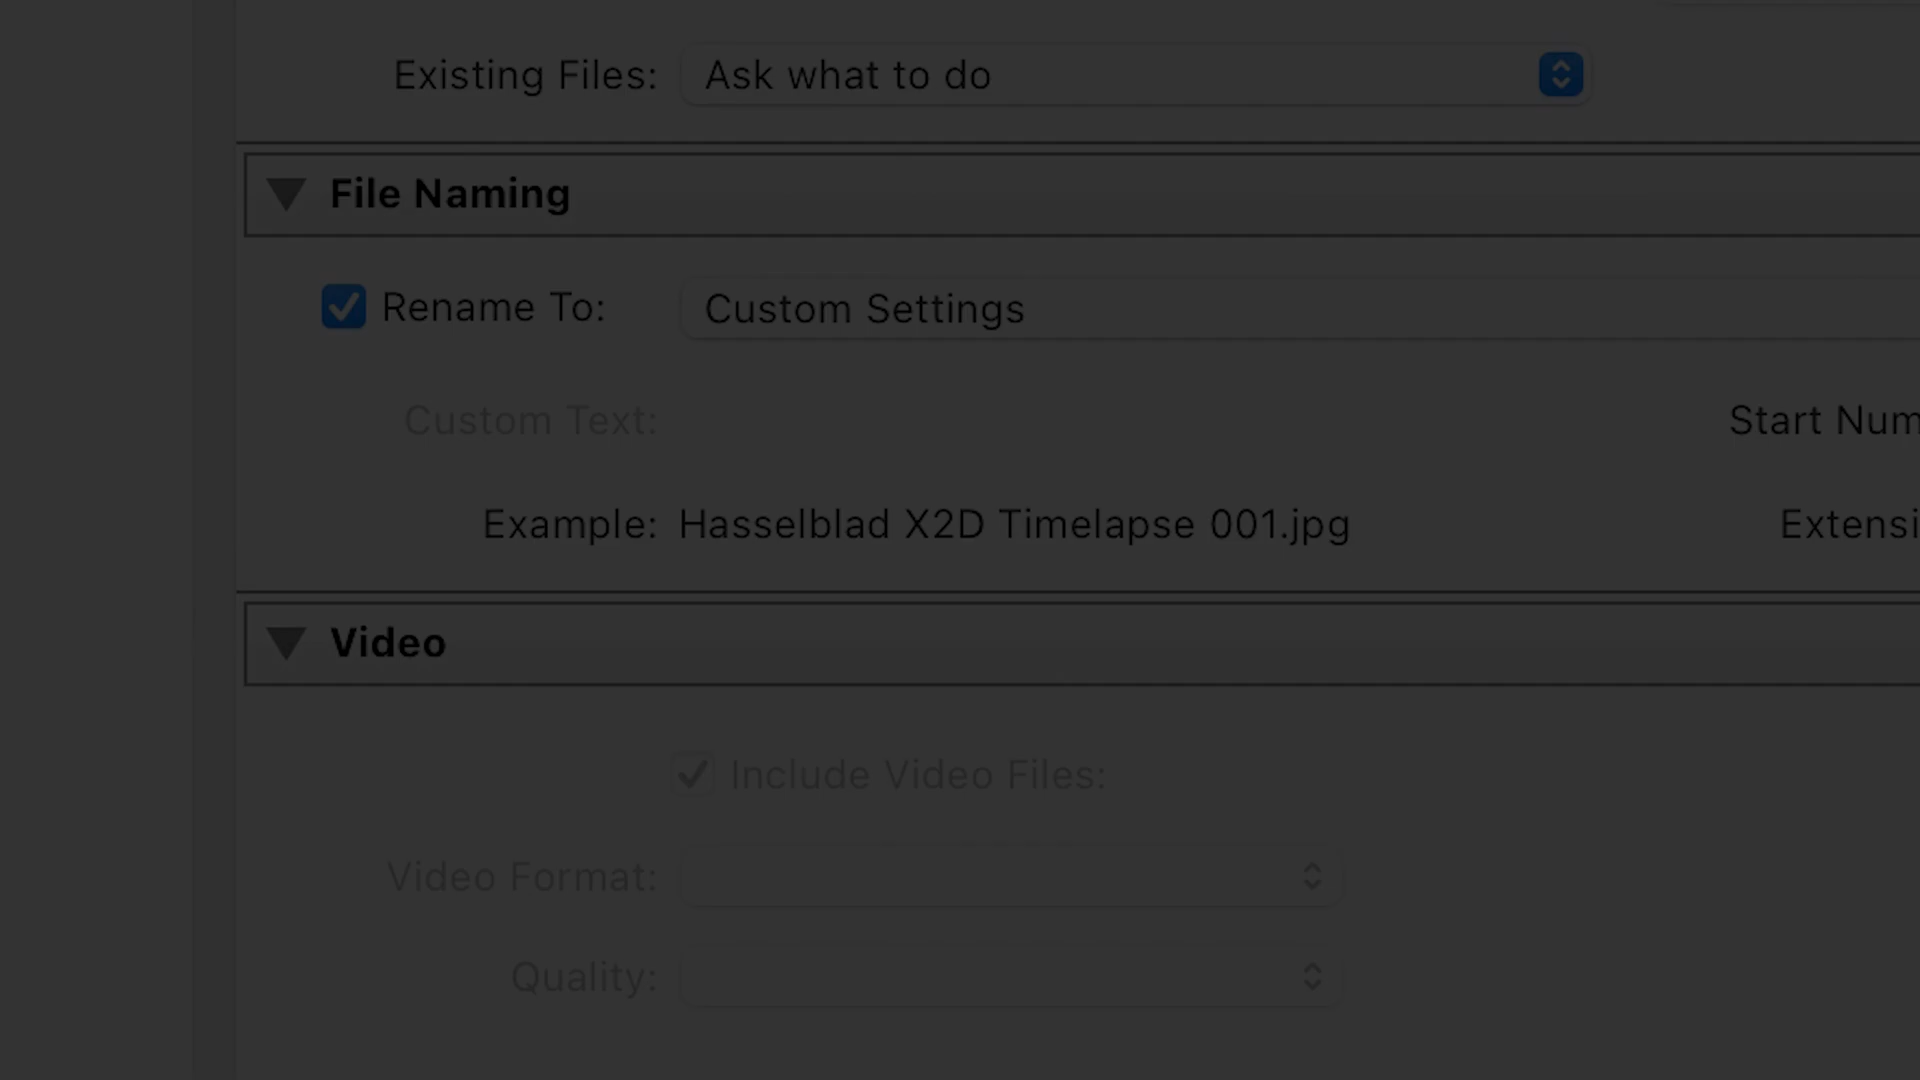 Existing Files: Ask what to do
File Naming
Rename To: Custom Settings
Custom Text: Start Num
Example: Hasselblad X2D Timelapse 001.jpg Extensi
Video
Include Video Files:
Video Format:
Quality: